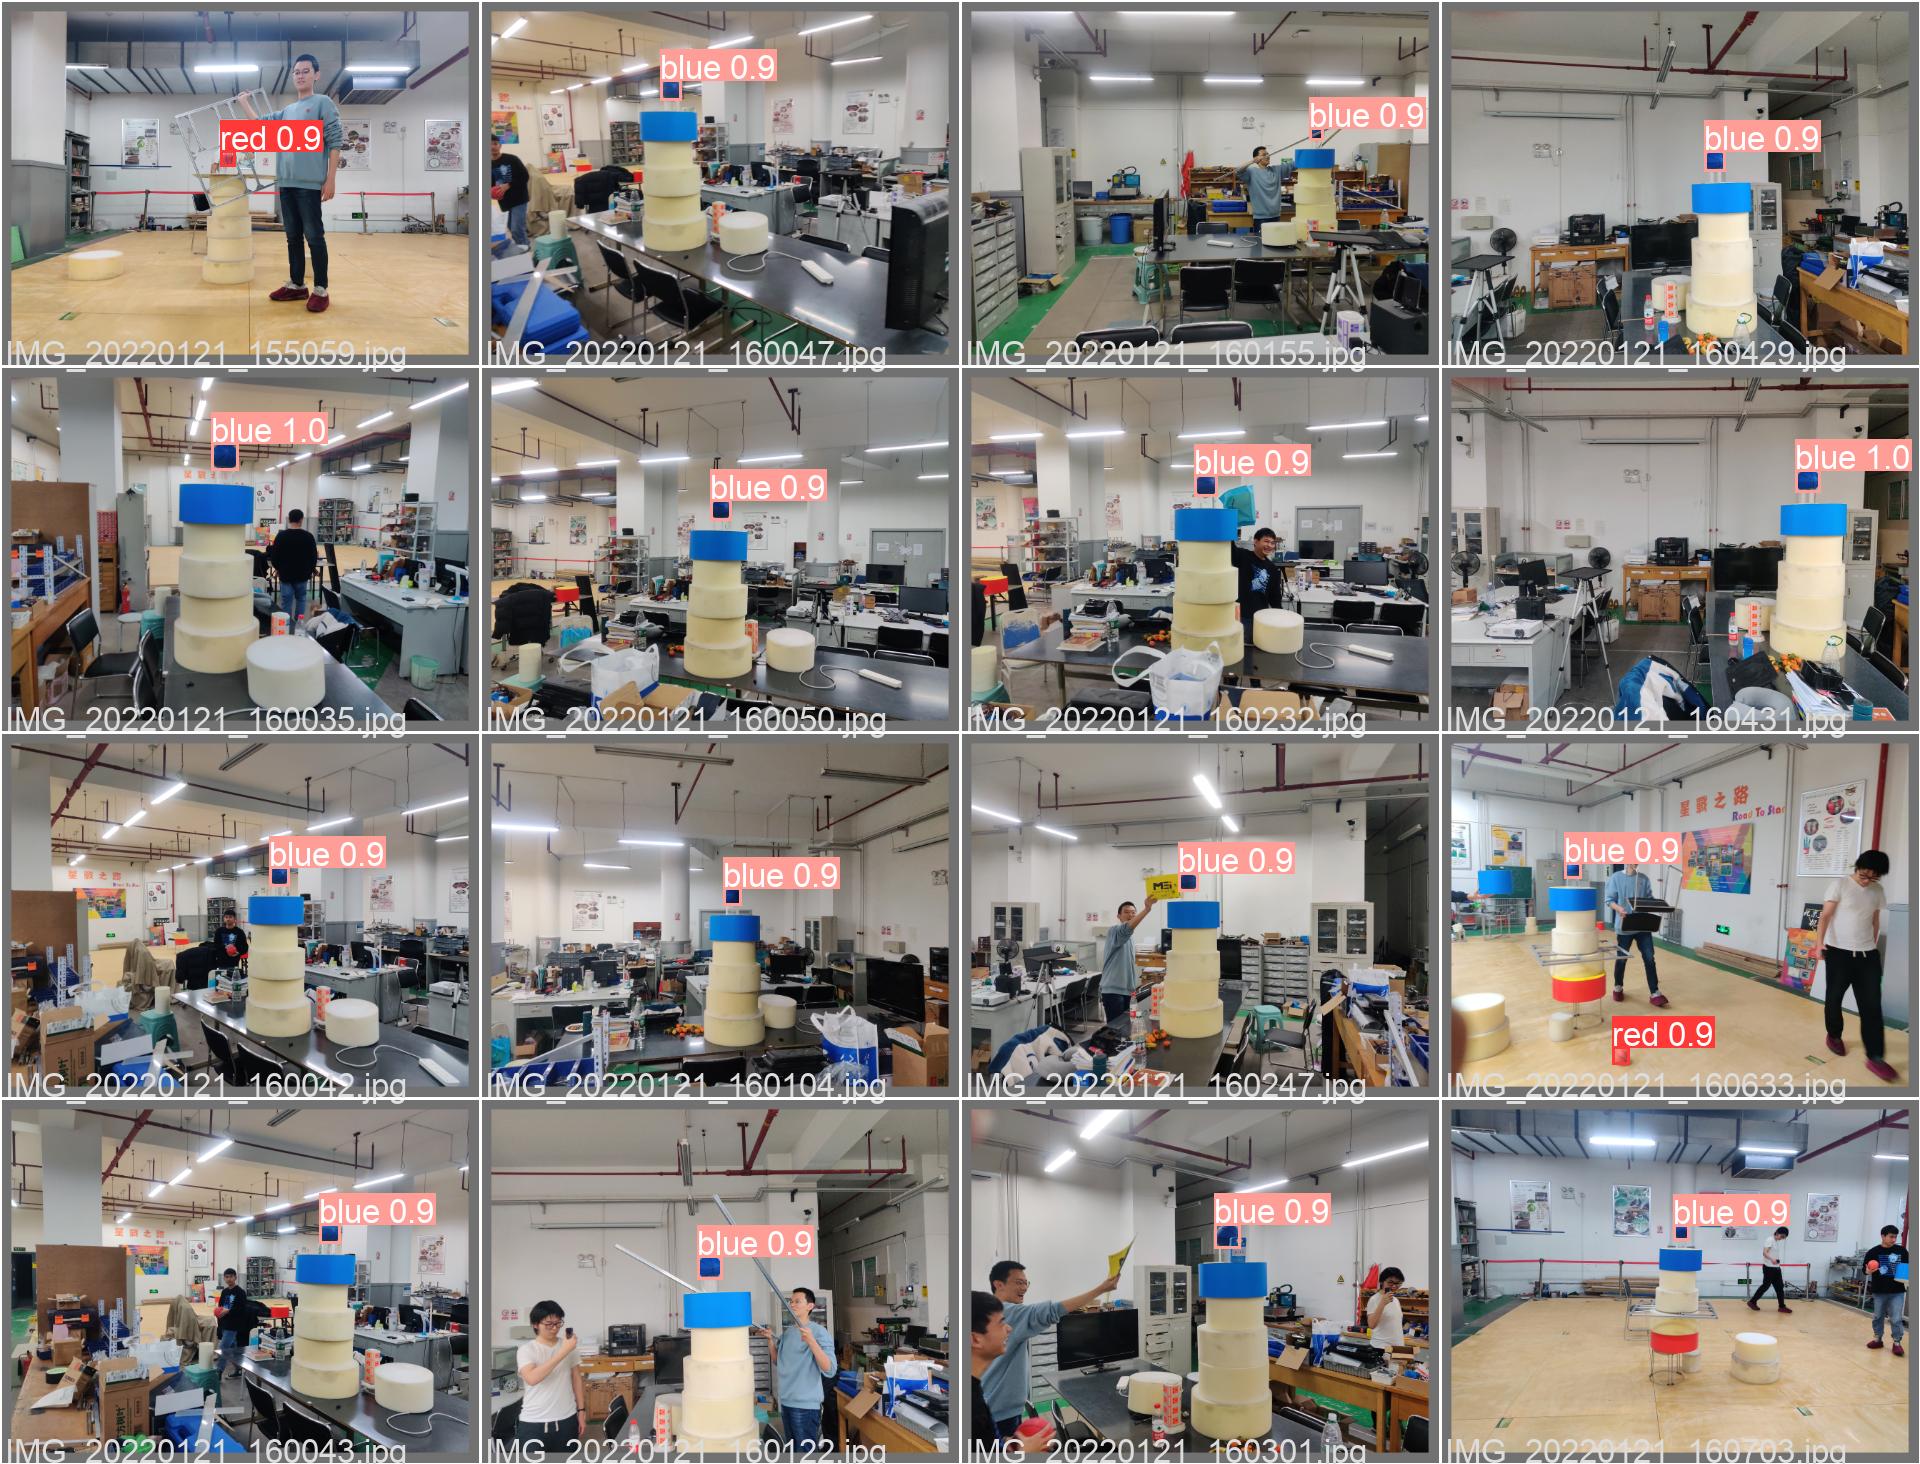 red 0.9
IMG_20220121_155059.jpg
blue 0.9
IMG_20220121_160047.jpg
blue 0.9
IMG_20220121_160155.jpg
blue 0.9
IMG_20220121_160429.jpg
blue 1.0
IMG_20220121_160035.jpg
blue 0.9
IMG_20220121_160050.jpg
blue 0.9
IMG_20220121_160232.jpg
blue 1.0
IMG_20220121_160431.jpg
blue 0.9
IMG_20220121_160042.jpg
blue 0.9
IMG_20220121_160104.jpg
blue 0.9
IMG_20220121_160247.jpg
之路
Road To Star
blue 0.9
red 0.9
IMG_20220121_160633.jpg
blue 0.9
IMG_20220121_160043.jpg
blue 0.9
IMG_20220121_160122.jpg
blue 0.9
IMG_20220121_160301.jpg
blue 0.9
IMG_20220121_160703.jpg